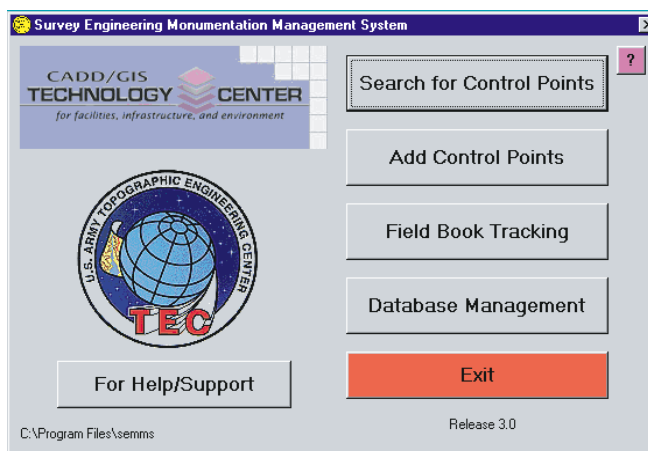 Survey Engineering Monumentation Management System
CADD/GIS
TECHNOLOGY CENTER
for facilities, infrastructure, and environment
U.S. ARMY TOPOGRAPHIC ENGINEERING CENTER
TEC
For Help/Support
C:\Program Files\semms
?
Search for Control Points
Add Control Points
Field Book Tracking
Database Management
Exit
Release 3.0